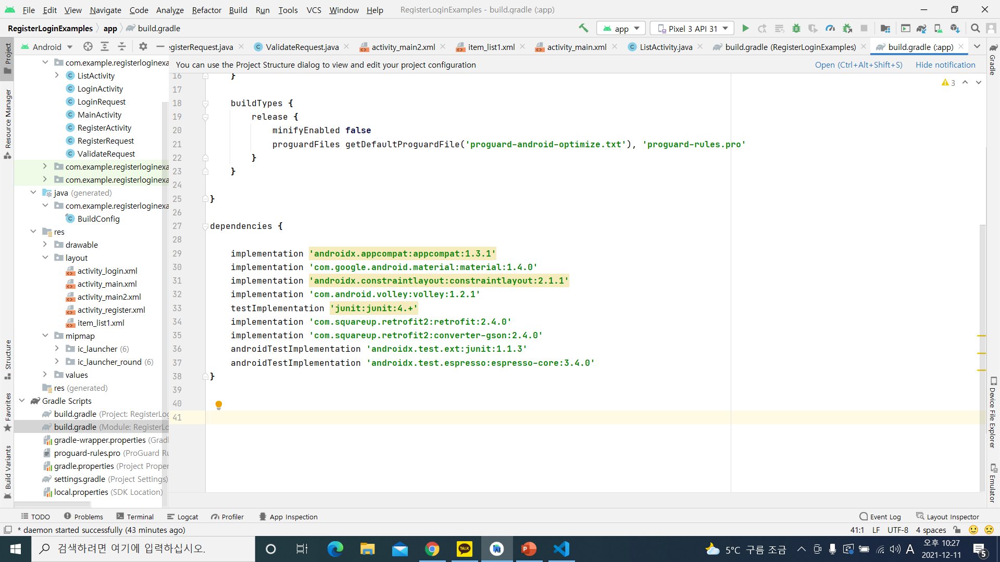 File Edit View Navigate Code Analyze Refactor Build Run Tools VCS Window Help RegisterLoginExamples - build.gradle (:app)
RegisterLoginExamples app build.gradle app Pixel 3 API 31
Android egisterRequest.java ValidateRequest.java activity_main2.xml item_list1.xml activity_main.xml ListActivity.java build.gradle (RegisterLoginExamples) build.gradle (:app)
You can use the Project Structure dialog to view and edit your project configuration Open (Ctrl+Alt+Shift+S) Hide notification
Project
Resource Manager
Structure
Favorites
Build Variants
com.example.registerloginexa
ListActivity
LoginActivity
LoginRequest
MainActivity
RegisterActivity
RegisterRequest
ValidateRequest
com.example.registerloginexa
com.example.registerloginexa
java (generated)
com.example.registerloginexa
BuildConfig
res
drawable
layout
activity_login.xml
activity_main.xml
activity_main2.xml
activity_register.xml
item_list1.xml
mipmap
ic_launcher (6)
ic_launcher_round (6)
values
res (generated)
Gradle Scripts
build.gradle (Project: RegisterLog
build.gradle (Module: RegisterLo
gradle-wrapper.properties (Gradl
proguard-rules.pro (ProGuard Ru
gradle.properties (Project Proper
settings.gradle (Project Settings)
local.properties (SDK Location)
16 }
17
18 buildTypes {
19 release {
20 minifyEnabled false
21 proguardFiles getDefaultProguardFile('proguard-android-optimize.txt'), 'proguard-rules.pro'
22 }
23 }
24
25 }
26
27 dependencies {
28
29 implementation 'androidx.appcompat:appcompat:1.3.1'
30 implementation 'com.google.android.material:material:1.4.0'
31 implementation 'androidx.constraintlayout:constraintlayout:2.1.1'
32 implementation 'com.android.volley:volley:1.2.1'
33 testImplementation 'junit:junit:4.+'
34 implementation 'com.squareup.retrofit2:retrofit:2.4.0'
35 implementation 'com.squareup.retrofit2:converter-gson:2.4.0'
36 androidTestImplementation 'androidx.test.ext:junit:1.1.3'
37 androidTestImplementation 'androidx.test.espresso:espresso-core:3.4.0'
38 }
39
40
41
3
Gradle
Device File Explorer
Emulator
TODO Problems Terminal Logcat Profiler App Inspection Event Log Layout Inspector
* daemon started successfully (43 minutes ago) 41:1 LF UTF-8 4 spaces
검색하려면 여기에 입력하십시오. TALK 5°C 구름 조금 A 오후 10:27
2021-12-11 5